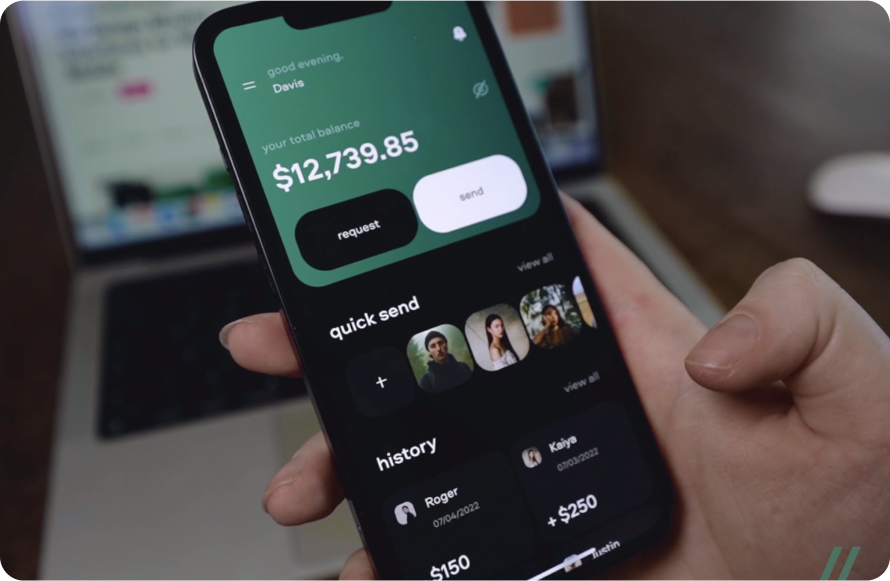 good evening,
Davis
your total balance
$12,739.85
request
send
view all
quick send
+
view all
history
Roger
07/04/2022
$150
Kaiya
07/03/2022
+ $250